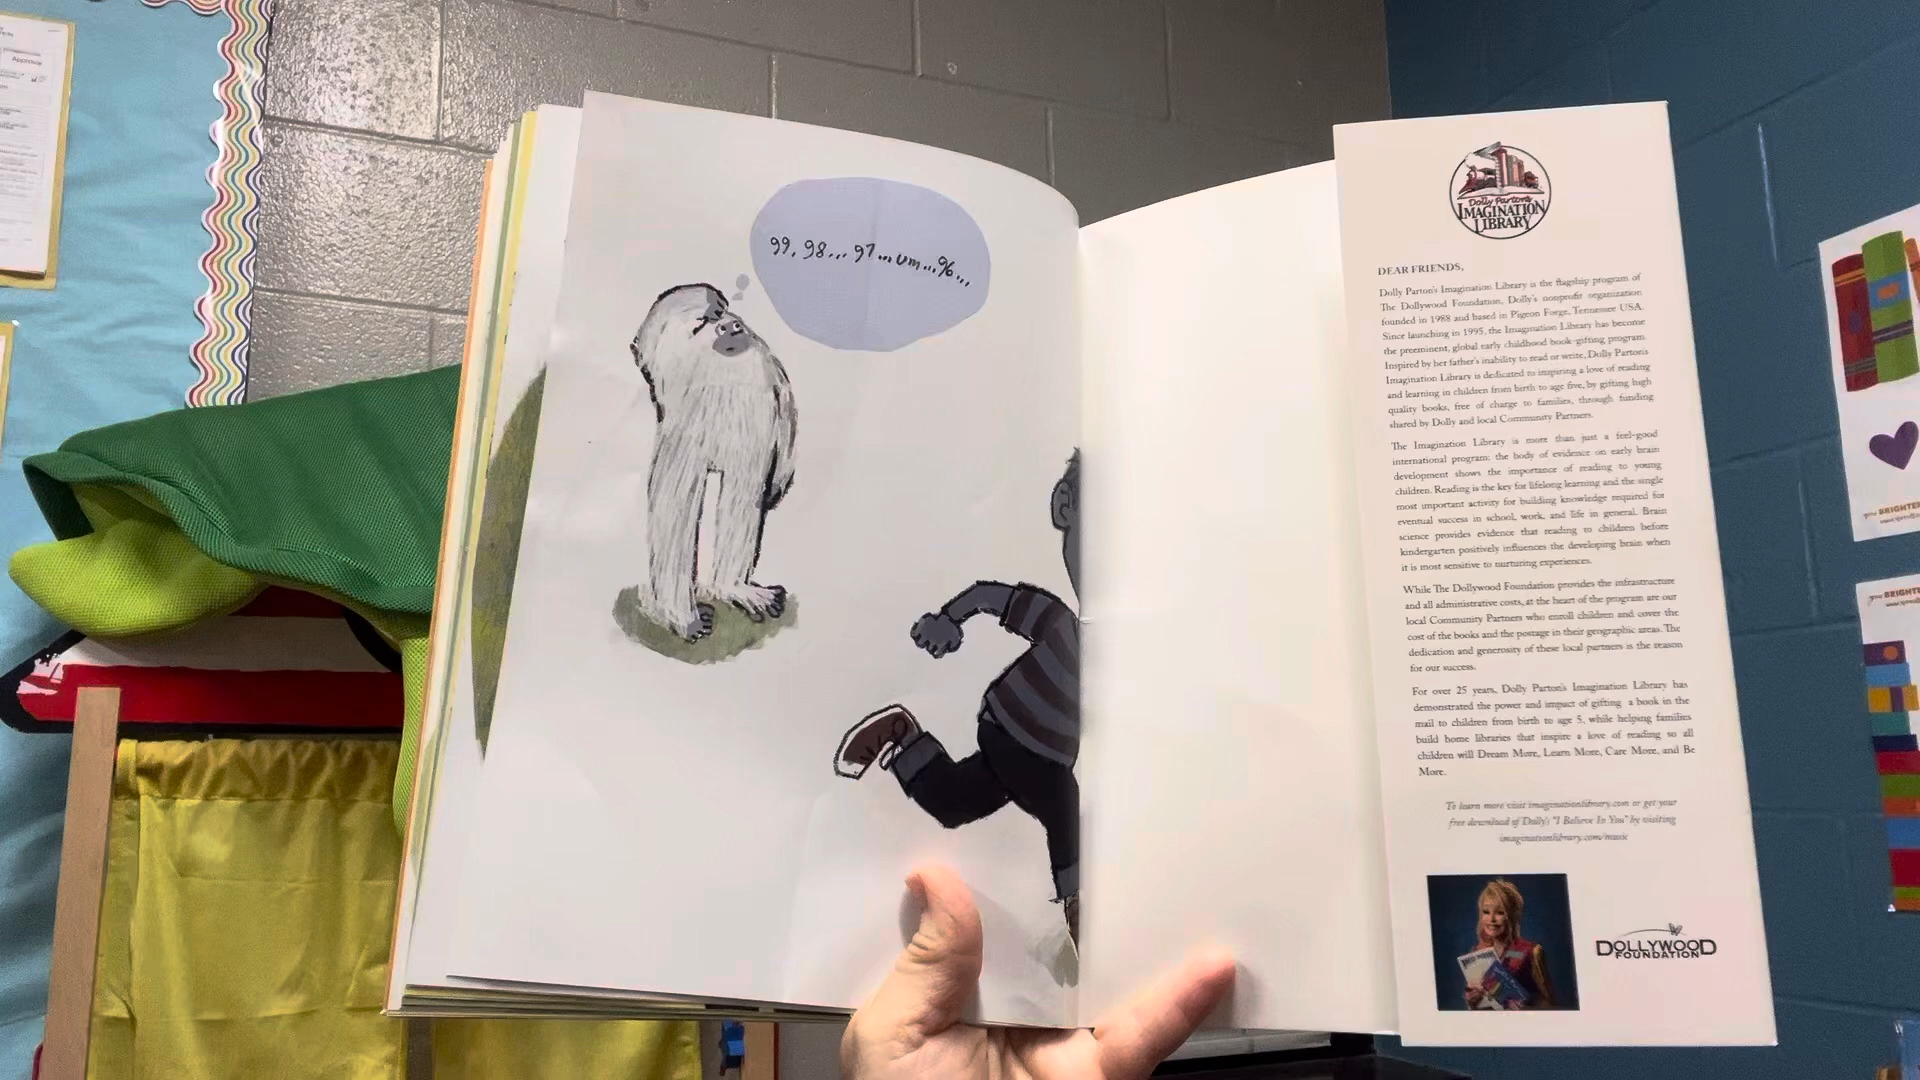 Approval
99, 98... 97... um... 96...
Dolly Parton's
IMAGINATION
LIBRARY
DEAR FRIENDS,
Dolly Parton's Imagination Library is the flagship program of
The Dollywood Foundation, Dolly's nonprofit organization
founded in 1988 and based in Pigeon Forge, Tennessee USA.
Since launching in 1995, the Imagination Library has become
the preeminent, global early childhood book-gifting program.
Inspired by her father's inability to read or write, Dolly Parton's
Imagination Library is dedicated to inspiring a love of reading
and learning in children from birth to age five, by gifting high
quality books, free of charge to families, through funding
shared by Dolly and local Community Partners.
The Imagination Library is more than just a feel-good
international program: the body of evidence on early brain
development shows the importance of reading to young
children. Reading is the key for lifelong learning and the single
most important activity for building knowledge required for
eventual success in school, work, and life in general. Brain
science provides evidence that reading to children before
kindergarten positively influences the developing brain when
it is most sensitive to nurturing experiences.
While The Dollywood Foundation provides the infrastructure
and all administrative costs, at the heart of the program are our
local Community Partners who enroll children and cover the
cost of the books and the postage in their geographic areas. The
dedication and generosity of these local partners is the reason
for our success.
For over 25 years, Dolly Parton's Imagination Library has
demonstrated the power and impact of gifting a book in the
mail to children from birth to age 5, while helping families
build home libraries that inspire a love of reading so all
children will Dream More, Learn More, Care More, and Be
More.
To learn more visit imaginationlibrary.com or get your
free download of Dolly's "I Believe In You" by visiting
imaginationlibrary.com/music
DOLLYWOOD
FOUNDATION